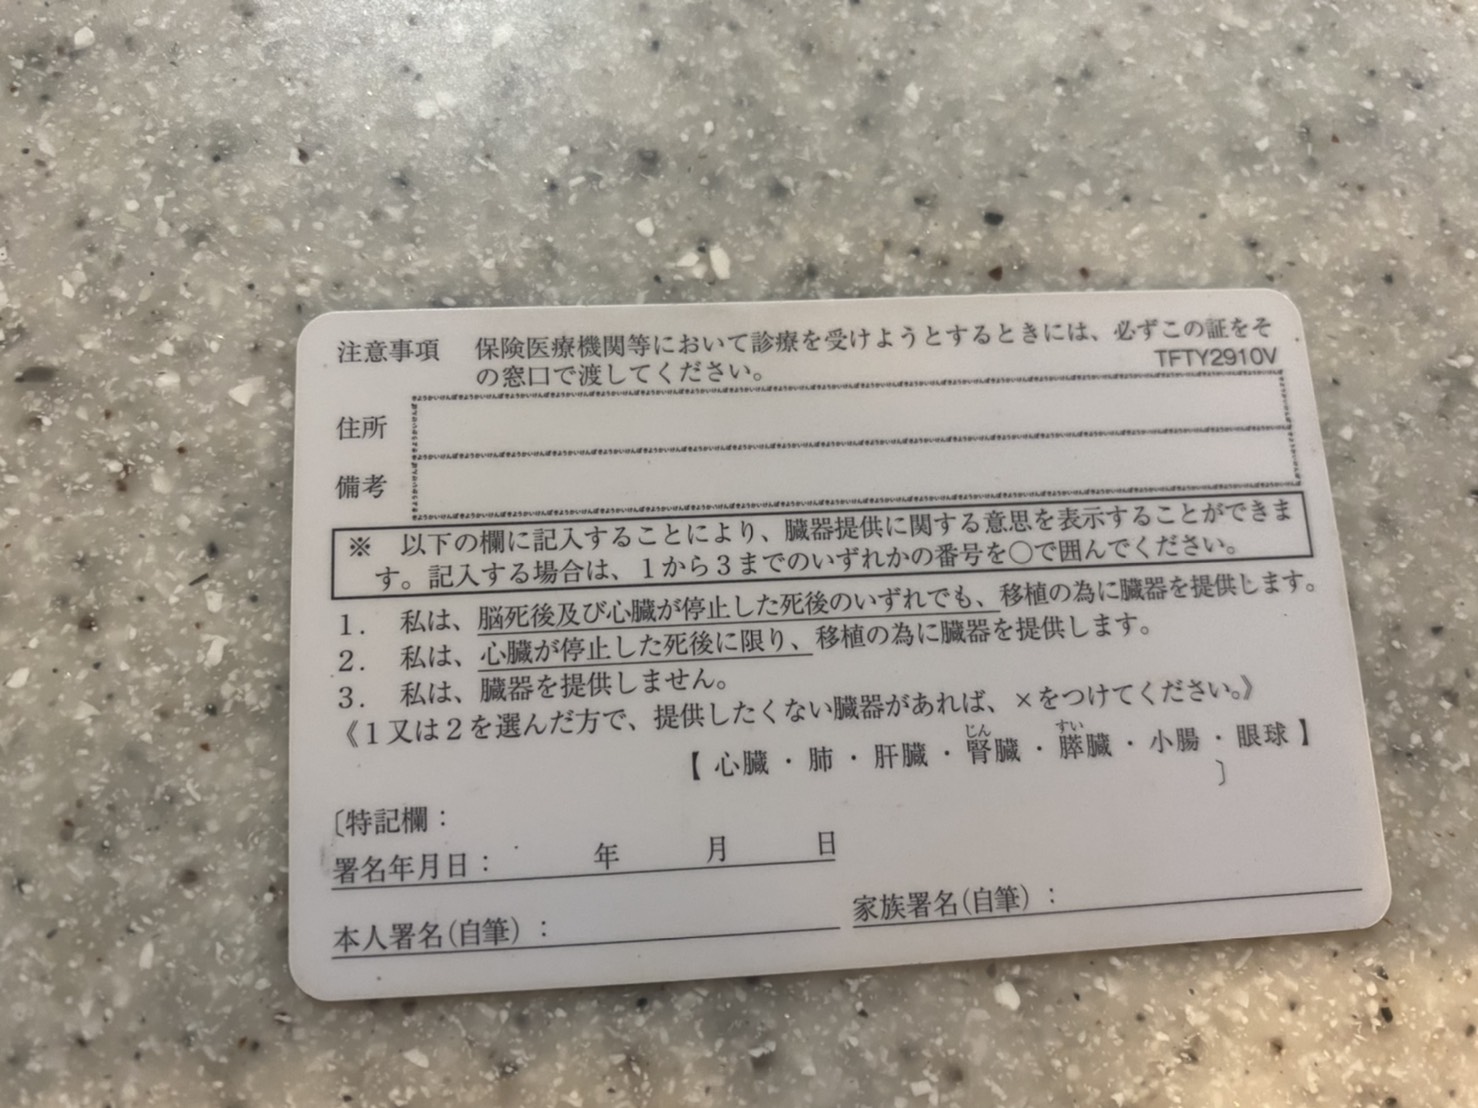 注意事項 保険医療機関等において診療を受けようとするときには、必ずこの証をそ
の窓口で渡してください。 TFTY2910V
住所
備考
※ 以下の欄に記入することにより、臓器提供に関する意思を表示することができま
す。記入する場合は、1から3までのいずれかの番号を○で囲んでください。
1. 私は、脳死後及び心臓が停止した死後のいずれでも、移植の為に臓器を提供します。
2. 私は、心臓が停止した死後に限り、移植の為に臓器を提供します。
3. 私は、臓器を提供しません。
《1又は2を選んだ方で、提供したくない臓器があれば、×をつけてください。》
【 心臓・肺・肝臓・腎臓・膵臓・小腸・眼球 】
じん すい
〔特記欄: 〕
署名年月日: 年 月 日
本人署名(自筆): 家族署名(自筆):